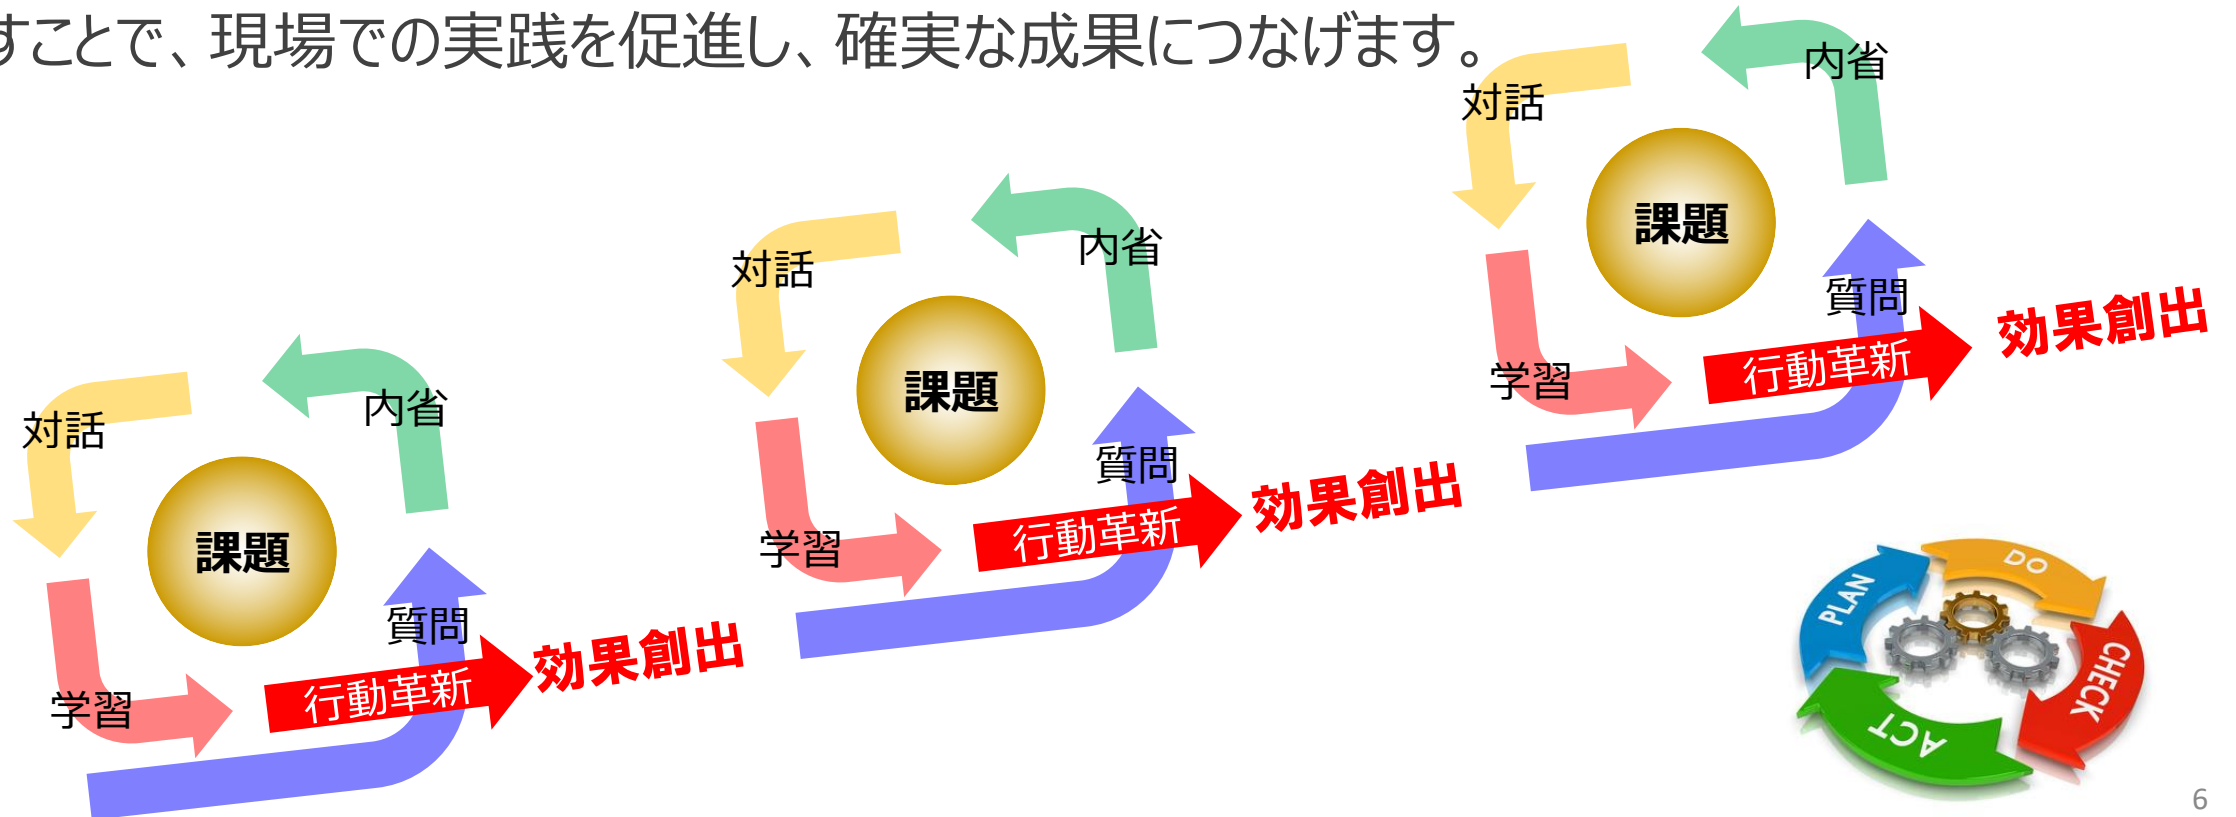 すことで、現場での実践を促進し、確実な成果につなげます。
対話
内省
課題
質問
学習
行動革新
効果創出
対話
内省
課題
質問
学習
行動革新
効果創出
対話
内省
課題
質問
学習
行動革新
効果創出
PLAN
DO
CHECK
ACT
6